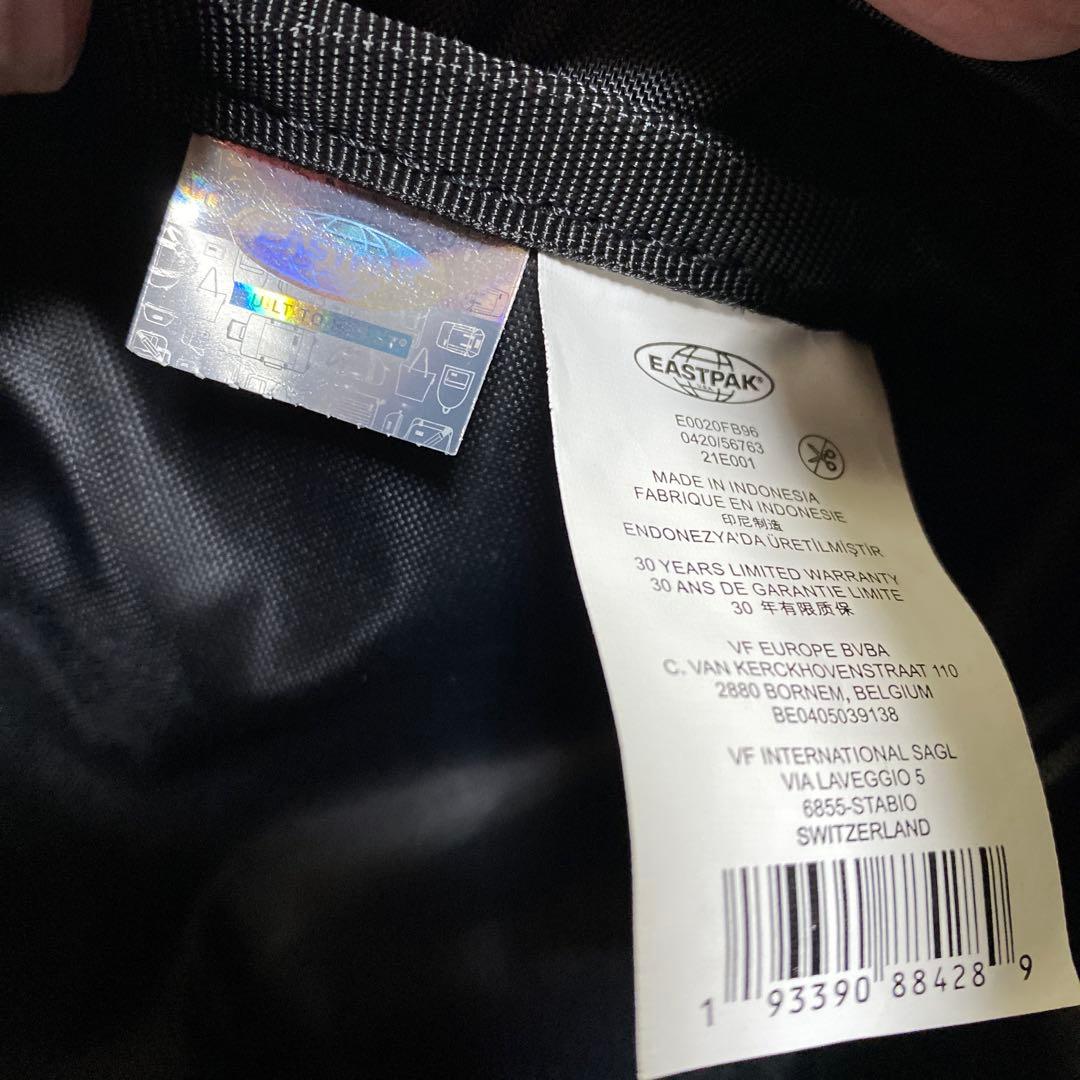 UILT TO
EASTPAK®
USA
E0020FB96
0420/56763
21E001
MADE IN INDONESIA
FABRIQUE EN INDONESIE
印尼制造
ENDONEZYA'DA ÜRETİLMİŞTİR
30 YEARS LIMITED WARRANTY
30 ANS DE GARANTIE LIMITE
30 年有限质保
VF EUROPE BVBA
C. VAN KERCKHOVENSTRAAT 110
2880 BORNEM, BELGIUM
BE0405039138
VF INTERNATIONAL SAGL
VIA LAVEGGIO 5
6855-STABIO
SWITZERLAND
1 93390 88428 9